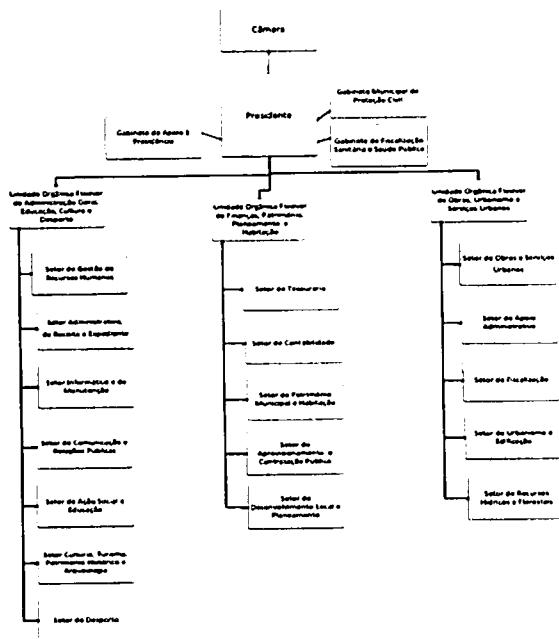 Câmara
Presidente
Gabinete Municipal de
Proteção Civil
Gabinete de Apoio à
Presidência
Gabinete de Fiscalização
Sanitária e Saúde Pública
Unidade Orgânica Flexível
de Administração Geral,
Educação, Cultura e
Desporto
Setor de Gestão de
Recursos Humanos
Setor Administrativo,
de Receita e Expediente
Setor Informática e de
Manutenção
Setor de Comunicação e
Relações Públicas
Setor de Ação Social e
Educação
Setor Cultura, Turismo,
Património Histórico e
Arqueologia
Setor do Desporto
Unidade Orgânica Flexível
de Finanças, Património,
Planeamento e
Habitação
Setor de Tesouraria
Setor de Contabilidade
Setor de Património
Municipal e Habitação
Setor de
Aprovisionamento e
Contratação Pública
Setor de
Desenvolvimento Local e
Planeamento
Unidade Orgânica Flexível
de Obras, Urbanismo e
Serviços Urbanos
Setor de Obras e Serviços
Urbanos
Setor de Apoio
Administrativo
Setor de Fiscalização
Setor de Urbanismo e
Edificação
Setor de Recursos
Hídricos e Florestais